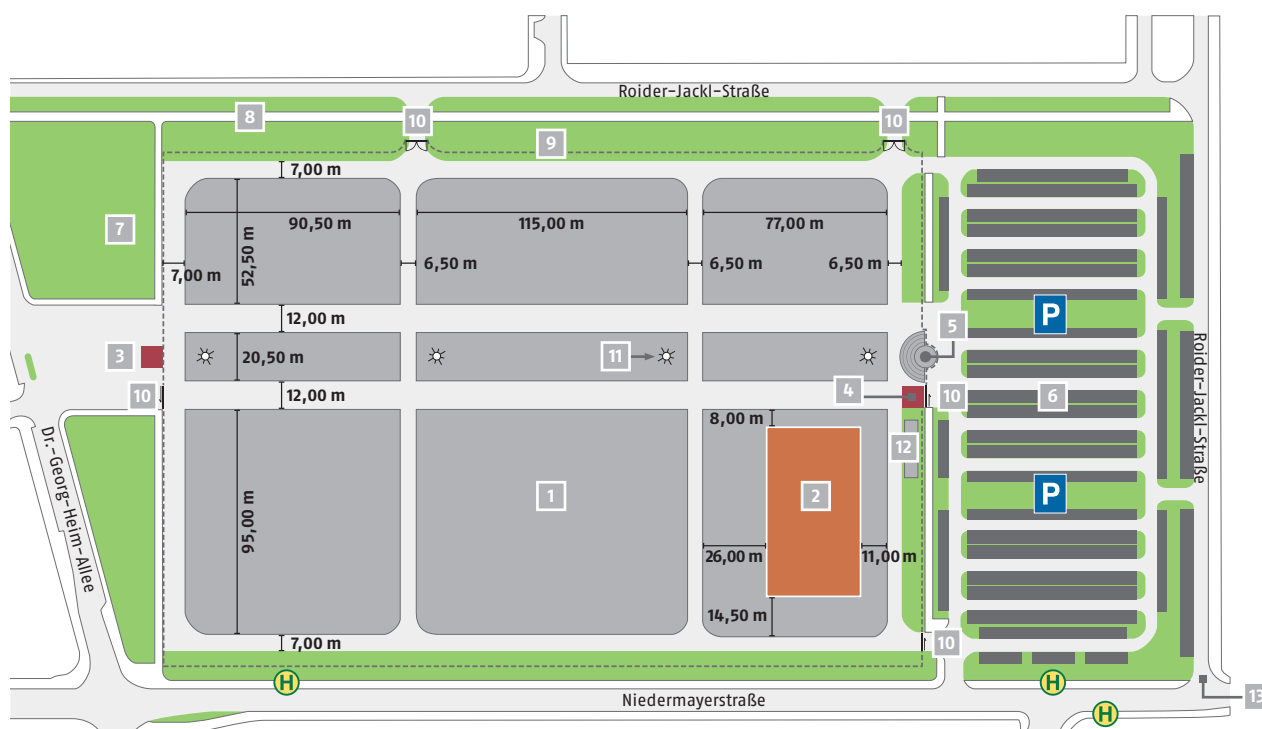 Roider-Jackl-Straße
8
10
10
9
7,00 m
7
90,50 m
115,00 m
77,00 m
52,50 m
7,00 m
6,50 m
6,50 m
6,50 m
P
12,00 m
3
20,50 m
11
5
Roider-Jackl-Straße
10
12,00 m
4
10
6
8,00 m
12
Dr.-Georg-Heim-Allee
95,00 m
1
2
P
26,00 m
11,00 m
14,50 m
7,00 m
10
H
H
Niedermayerstraße
13
H